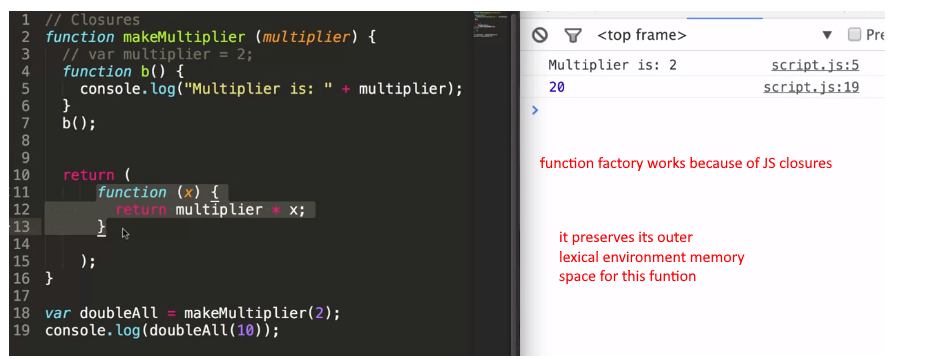 1 // Closures
2 function makeMultiplier (multiplier) {
3 // var multiplier = 2;
4 function b() {
5 console.log("Multiplier is: " + multiplier);
6 }
7 b();
8
9
10 return (
11 function (x) {
12 return multiplier * x;
13 }
14
15 );
16 }
17
18 var doubleAll = makeMultiplier(2);
19 console.log(doubleAll(10));
<top frame> ▼ Pre
Multiplier is: 2 script.js:5
20 script.js:19
>
function factory works because of JS closures
it preserves its outer
lexical environment memory
space for this funtion